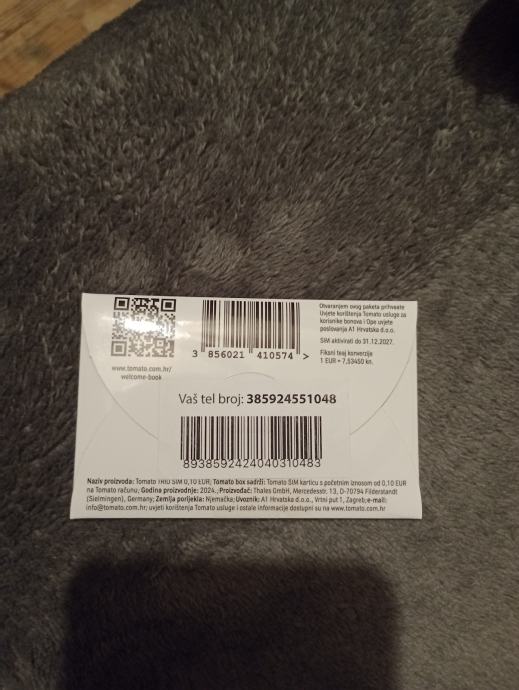 Otvaranjem ovog paketa prihvaćate
Uvjete korištenja Tomato usluge za
korisnike bonova i Ope uvjete
poslovanja A1 Hrvatska d.o.o.
SIM aktivirati do 31.12.2027.
Fiksni tečaj konverzije
1 EUR = 7,53450 kn.
3 856021 410574 >
www.tomato.com.hr/
welcome-book
Vaš tel broj: 385924551048
8938592424040310483
Naziv proizvoda: Tomato TRIO SIM 0,10 EUR; Tomato box sadrži: Tomato SIM karticu s početnim iznosom od 0,10 EUR
na Tomato računu; Godina proizvodnje: 2024.;Proizvođač: Thales GmbH, Mercedesstr. 13, D-70794 Filderstandt
(Sielmingen), Germany; Zemlja porijekla: Njemačka; Uvoznik: A1 Hrvatska d.o.o., Vrtni put 1, Zagreb;e-mail:
info@tomato.com.hr; uvjeti korištenja Tomato usluge i ostale informacije dostupni su na www.tomato.com.hr